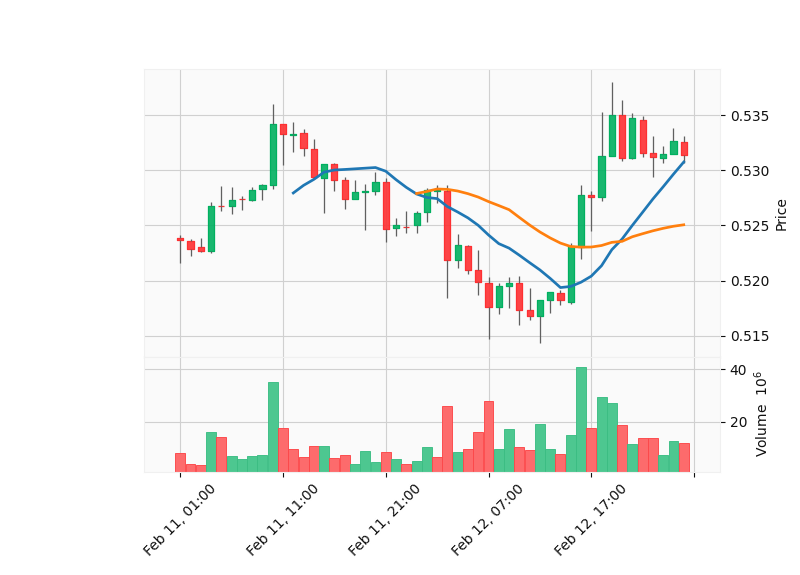 0.535
0.530
0.525
0.520
0.515
Price
40
20
Volume 10^6
Feb 11, 01:00
Feb 11, 11:00
Feb 11, 21:00
Feb 12, 07:00
Feb 12, 17:00